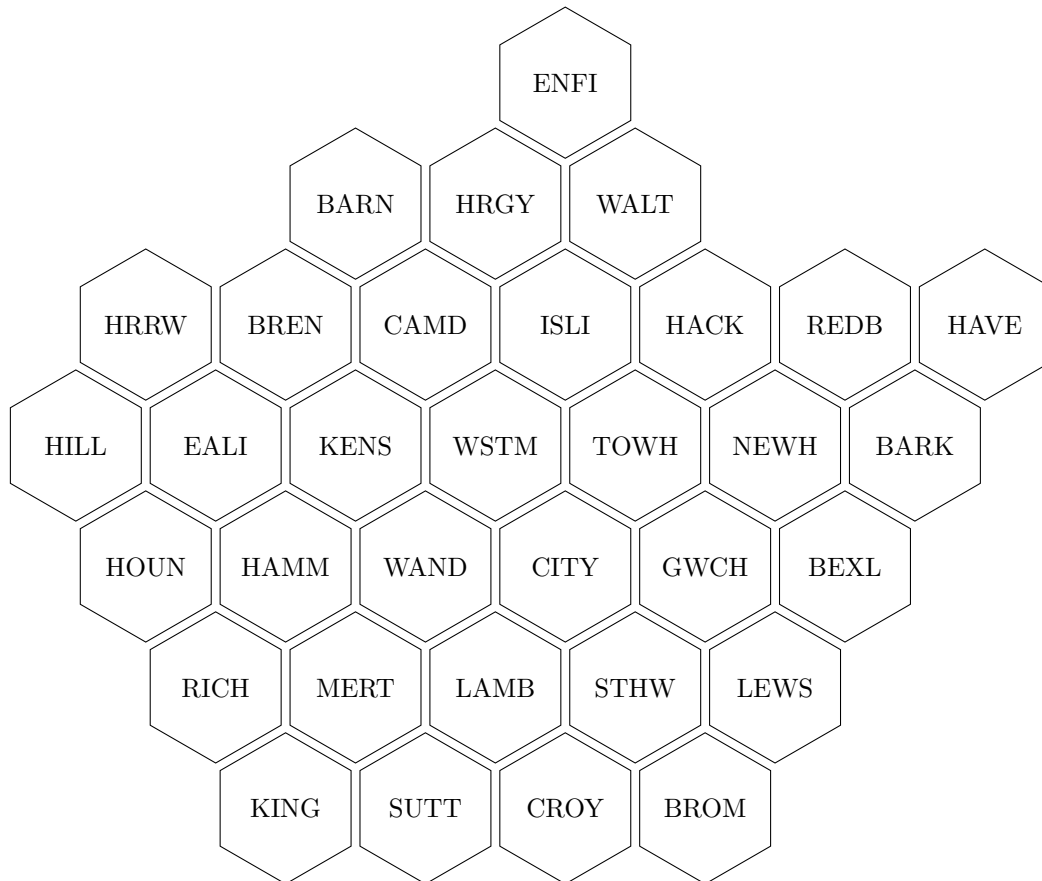 ENFI
BARN HRGY WALT
HRRW BREN CAMD ISLI HACK REDB HAVE
HILL EALI KENS WSTM TOWH NEWH BARK
HOUN HAMM WAND CITY GWCH BEXL
RICH MERT LAMB STHW LEWS
KING SUTT CROY BROM